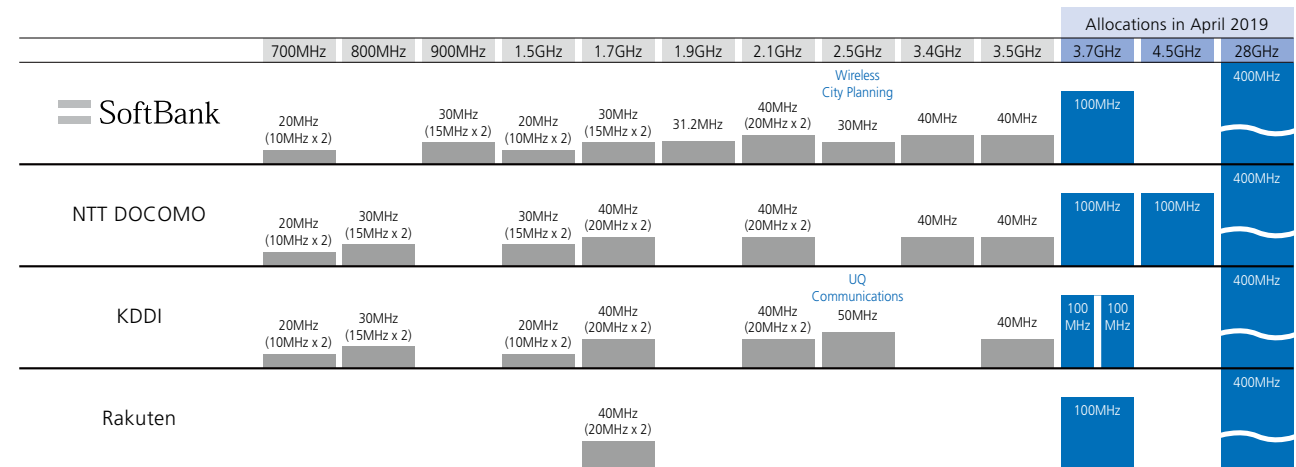 Allocations in April 2019
700MHz 800MHz 900MHz 1.5GHz 1.7GHz 1.9GHz 2.1GHz 2.5GHz 3.4GHz 3.5GHz 3.7GHz 4.5GHz 28GHz
SoftBank
20MHz
(10MHz x 2)
30MHz
(15MHz x 2)
20MHz
(10MHz x 2)
30MHz
(15MHz x 2)
31.2MHz
40MHz
(20MHz x 2)
Wireless
City Planning
30MHz
40MHz
40MHz
100MHz
400MHz
NTT DOCOMO
20MHz
(10MHz x 2)
30MHz
(15MHz x 2)
30MHz
(15MHz x 2)
40MHz
(20MHz x 2)
40MHz
(20MHz x 2)
40MHz
40MHz
100MHz
100MHz
400MHz
KDDI
20MHz
(10MHz x 2)
30MHz
(15MHz x 2)
20MHz
(10MHz x 2)
40MHz
(20MHz x 2)
40MHz
(20MHz x 2)
UQ
Communications
50MHz
40MHz
100
MHz
100
MHz
400MHz
Rakuten
40MHz
(20MHz x 2)
100MHz
400MHz